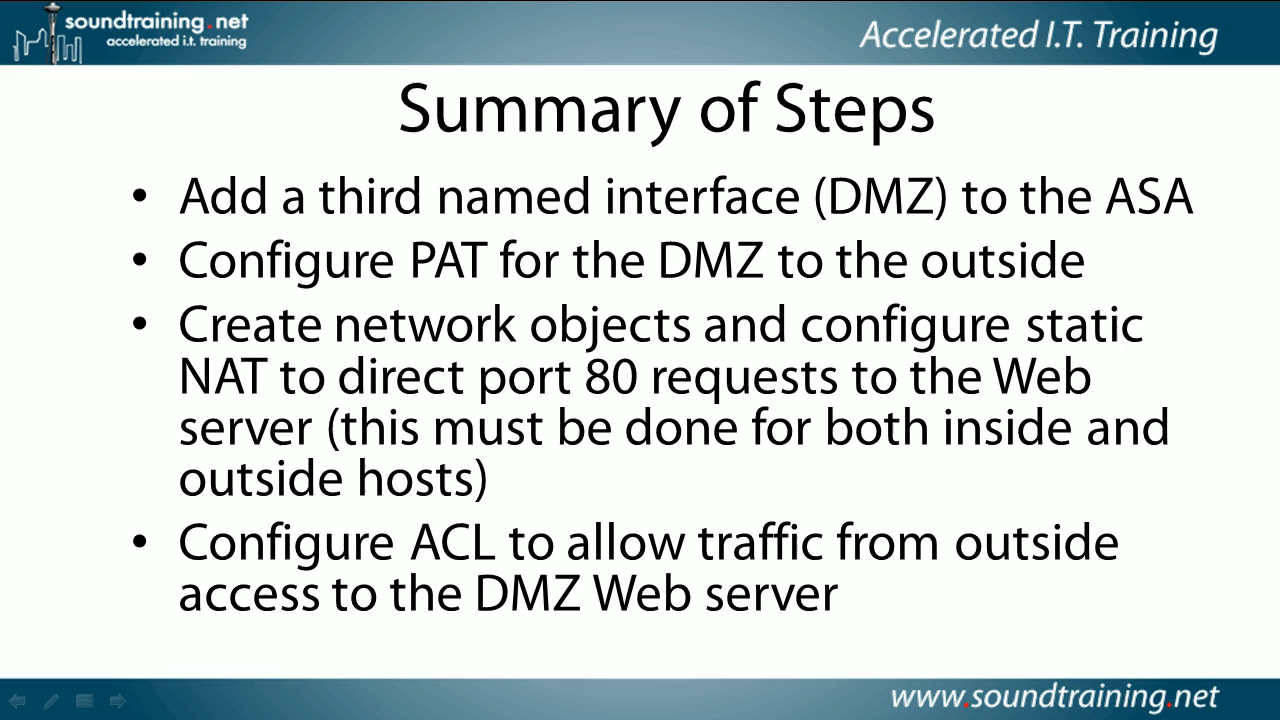 soundtraining.net
accelerated i.t. training
Accelerated I.T. Training
Summary of Steps
• Add a third named interface (DMZ) to the ASA
• Configure PAT for the DMZ to the outside
• Create network objects and configure static
NAT to direct port 80 requests to the Web
server (this must be done for both inside and
outside hosts)
• Configure ACL to allow traffic from outside
access to the DMZ Web server
www.soundtraining.net